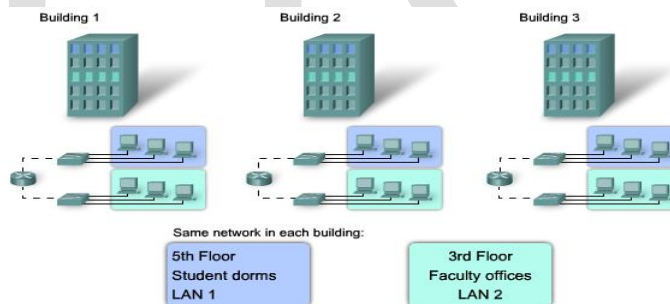 Building 1
Building 2
Building 3
Same network in each building:
5th Floor
Student dorms
LAN 1
3rd Floor
Faculty offices
LAN 2